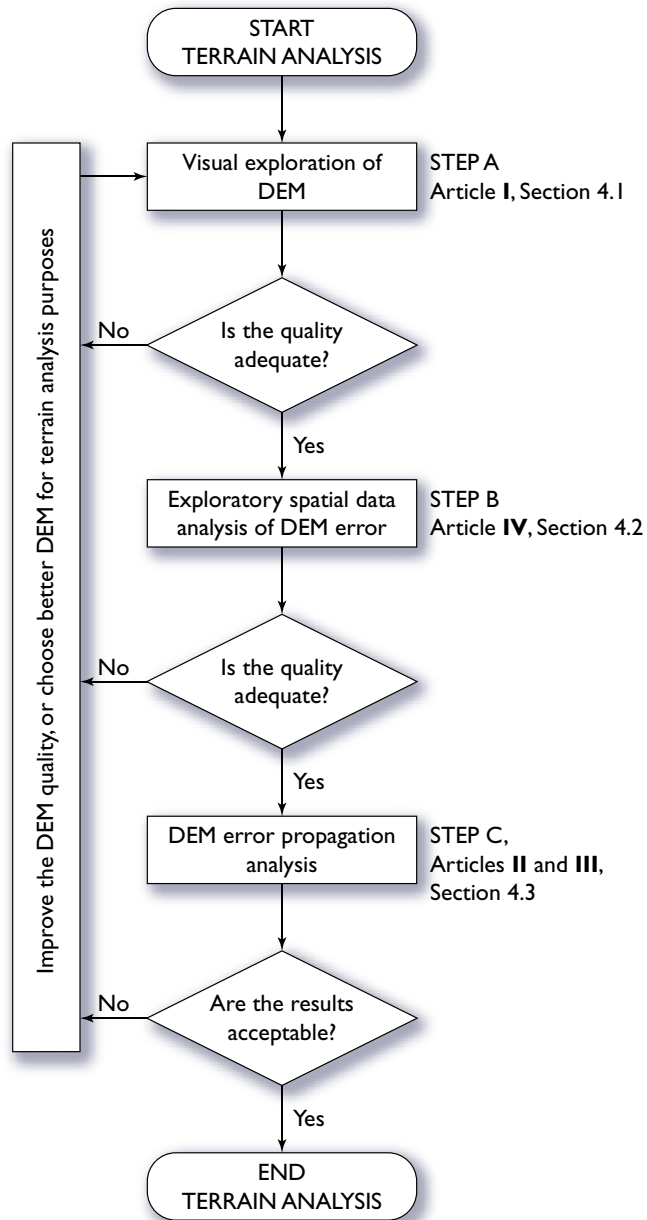 START
TERRAIN ANALYSIS
Visual exploration of
DEM
STEP A
Article I, Section 4.1
Is the quality
adequate?
No
Yes
Exploratory spatial data
analysis of DEM error
STEP B
Article IV, Section 4.2
Is the quality
adequate?
No
Yes
DEM error propagation
analysis
STEP C,
Articles II and III,
Section 4.3
Are the results
acceptable?
No
Yes
END
TERRAIN ANALYSIS
Improve the DEM quality, or choose better DEM for terrain analysis purposes